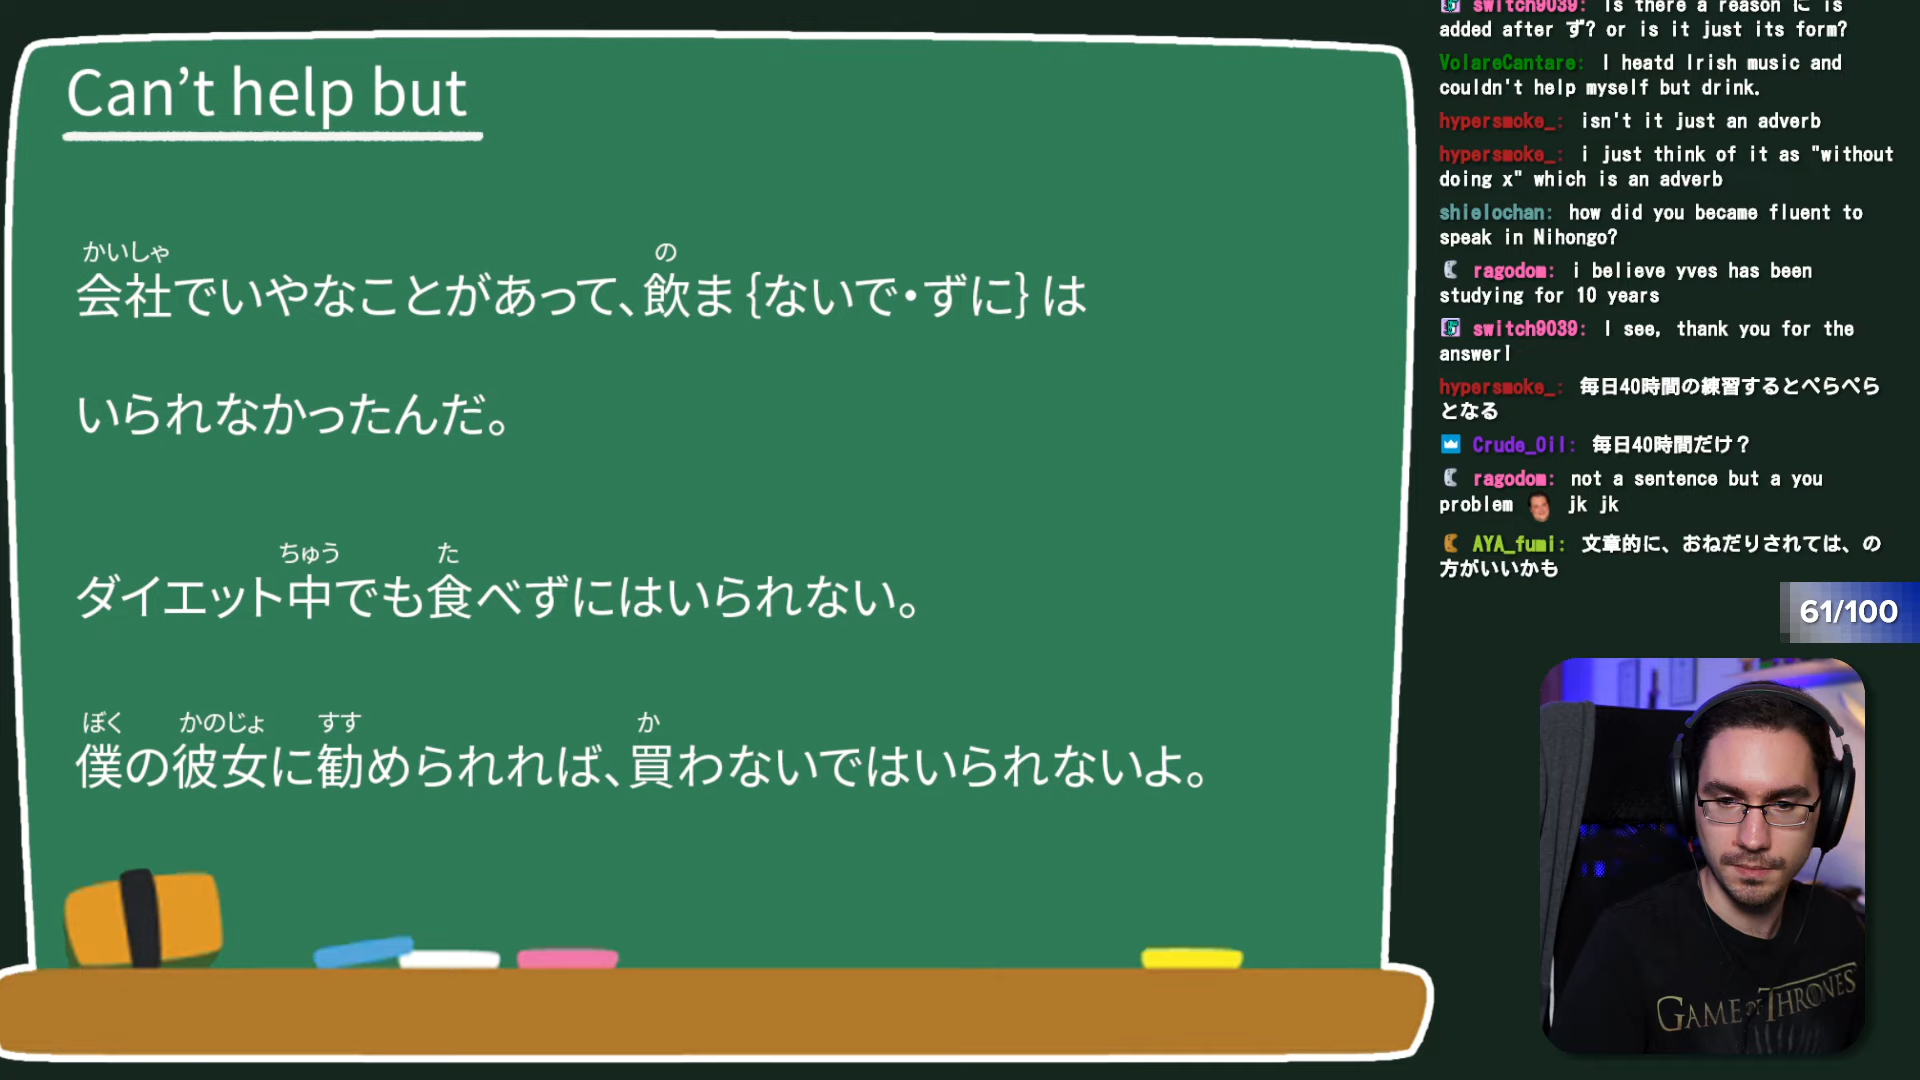 Can't help but
かいしゃ の
会社でいやなことがあって、飲ま{ないで・ずに}は
いられなかったんだ。
ちゅう た
ダイエット中でも食べずにはいられない。
ぼく かのじょ すす か
僕の彼女に勧められれば、買わないではいられないよ。
switch9039: Is there a reason に is
added after ず? or is it just its form?
VolareCantare: I heatd Irish music and
couldn't help myself but drink.
hypersmoke_: isn't it just an adverb
hypersmoke_: i just think of it as "without
doing x" which is an adverb
shielochan: how did you became fluent to
speak in Nihongo?
ragodom: i believe yves has been
studying for 10 years
switch9039: I see, thank you for the
answer!
hypersmoke_: 毎日40時間の練習するとぺらぺら
となる
Crude_Oil: 毎日40時間だけ？
ragodom: not a sentence but a you
problem jk jk
AYA_fumi: 文章的に、おねだりされては、の
方がいいかも
61/100
GAME OF THRONES